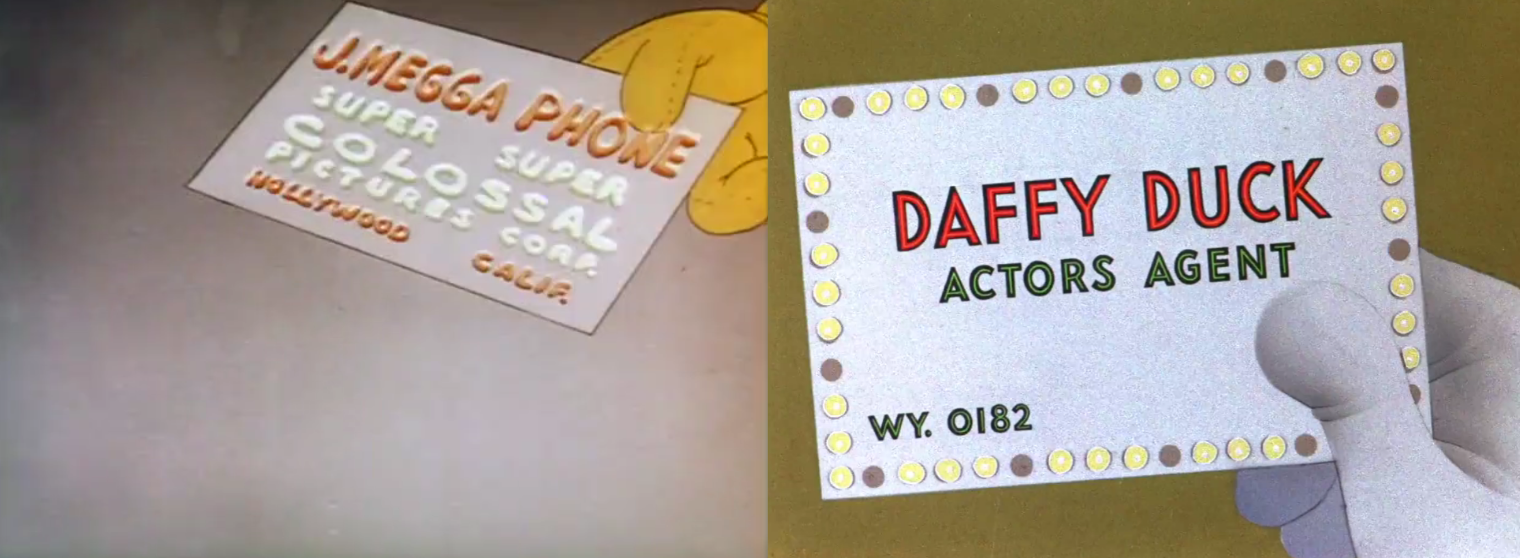 J. MEGGA PHONE
SUPER SUPER
COLOSSAL
PICTURES CORP.
HOLLYWOOD CALIF.
DAFFY DUCK
ACTORS AGENT
WY. 0182